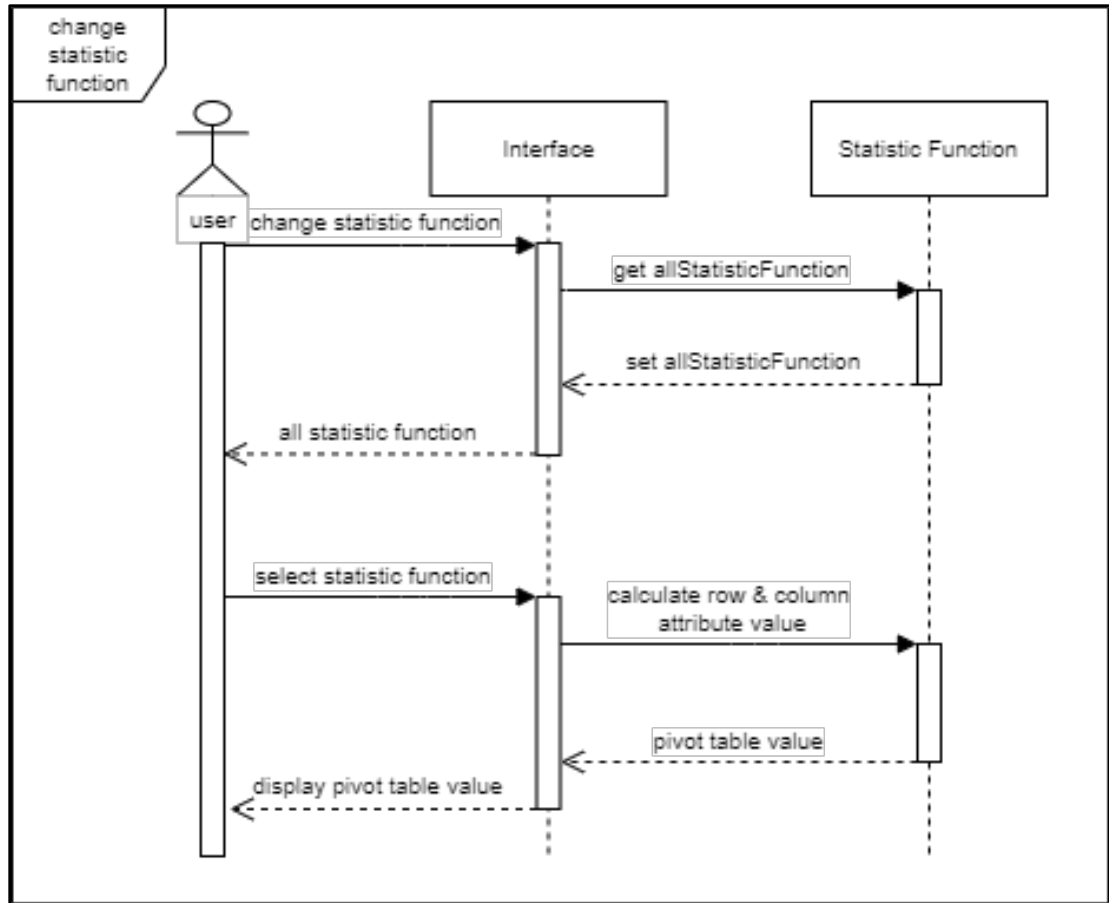 change
statistic
function
Interface
Statistic Function
user
change statistic function
get allStatisticFunction
set allStatisticFunction
all statistic function
select statistic function
calculate row & column
attribute value
pivot table value
display pivot table value